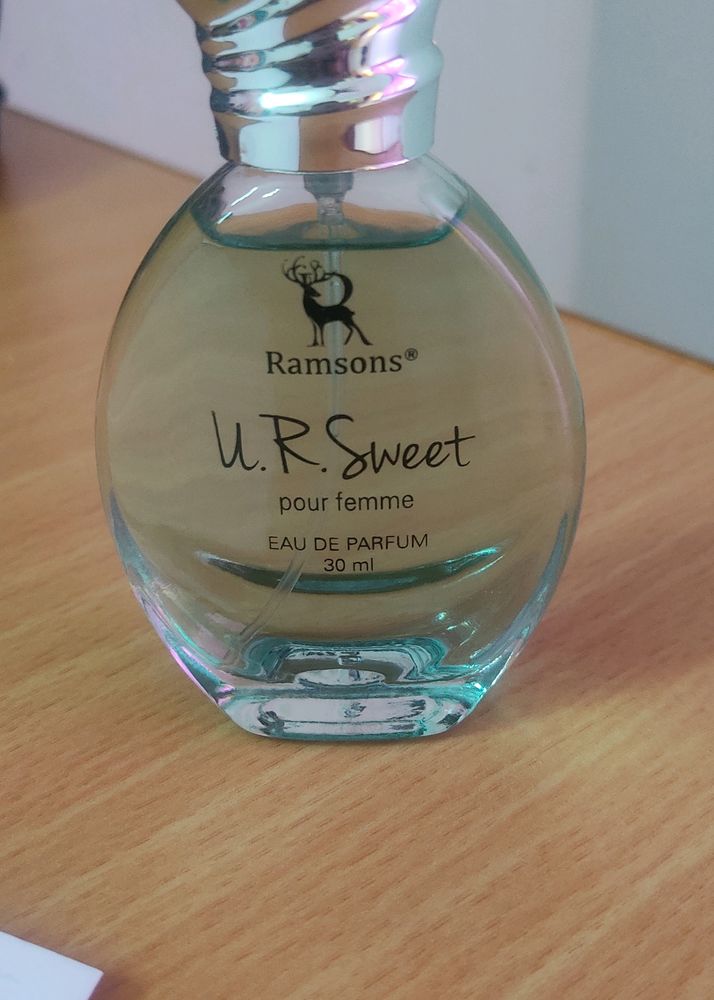 Ramsons®
U.R.Sweet
pour femme
EAU DE PARFUM
30 ml